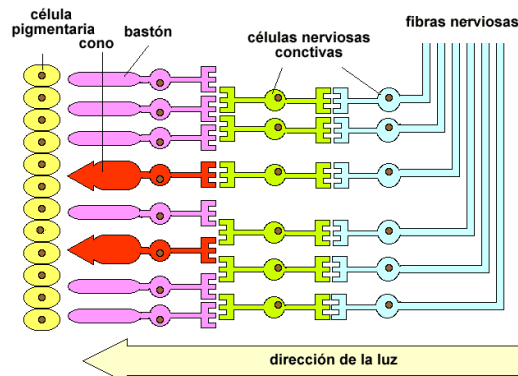 célula
pigmentaria
cono
bastón
células nerviosas
conctivas
fibras nerviosas
dirección de la luz